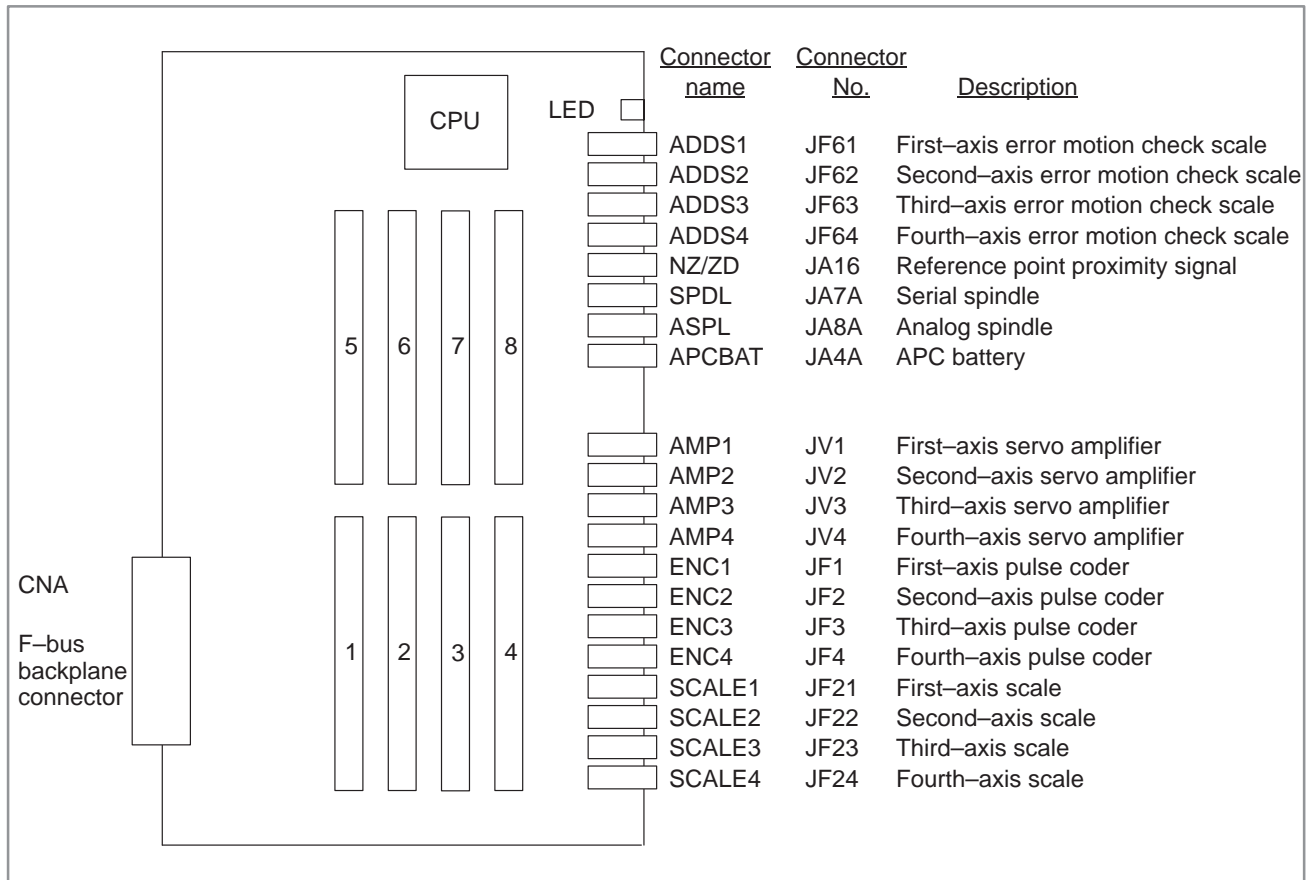 Connector name Connector No. Description
CPU
LED
ADDS1 JF61 First–axis error motion check scale
ADDS2 JF62 Second–axis error motion check scale
ADDS3 JF63 Third–axis error motion check scale
ADDS4 JF64 Fourth–axis error motion check scale
NZ/ZD JA16 Reference point proximity signal
SPDL JA7A Serial spindle
ASPL JA8A Analog spindle
APCBAT JA4A APC battery
5 6 7 8
AMP1 JV1 First–axis servo amplifier
AMP2 JV2 Second–axis servo amplifier
AMP3 JV3 Third–axis servo amplifier
AMP4 JV4 Fourth–axis servo amplifier
ENC1 JF1 First–axis pulse coder
ENC2 JF2 Second–axis pulse coder
ENC3 JF3 Third–axis pulse coder
ENC4 JF4 Fourth–axis pulse coder
SCALE1 JF21 First–axis scale
SCALE2 JF22 Second–axis scale
SCALE3 JF23 Third–axis scale
SCALE4 JF24 Fourth–axis scale
1 2 3 4
CNA
F–bus
backplane
connector